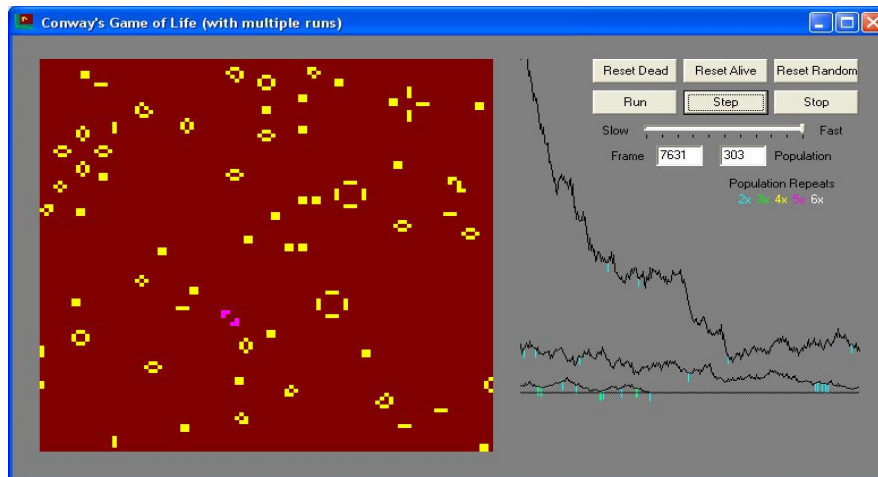 Conway's Game of Life (with multiple runs)
Reset Dead Reset Alive Reset Random
Run Step Stop
Slow Fast
Frame 7631 303 Population
Population Repeats
2x 3x 4x 5x 6x